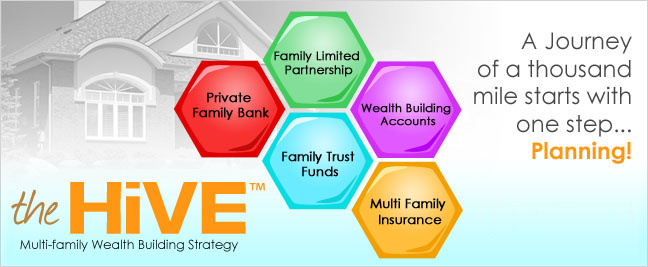 Family Limited
Partnership
Private
Family Bank
Wealth Building
Accounts
Family Trust
Funds
Multi Family
Insurance
A Journey
of a thousand
mile starts with
one step...
Planning!
the HiVE™
Multi-family Wealth Building Strategy